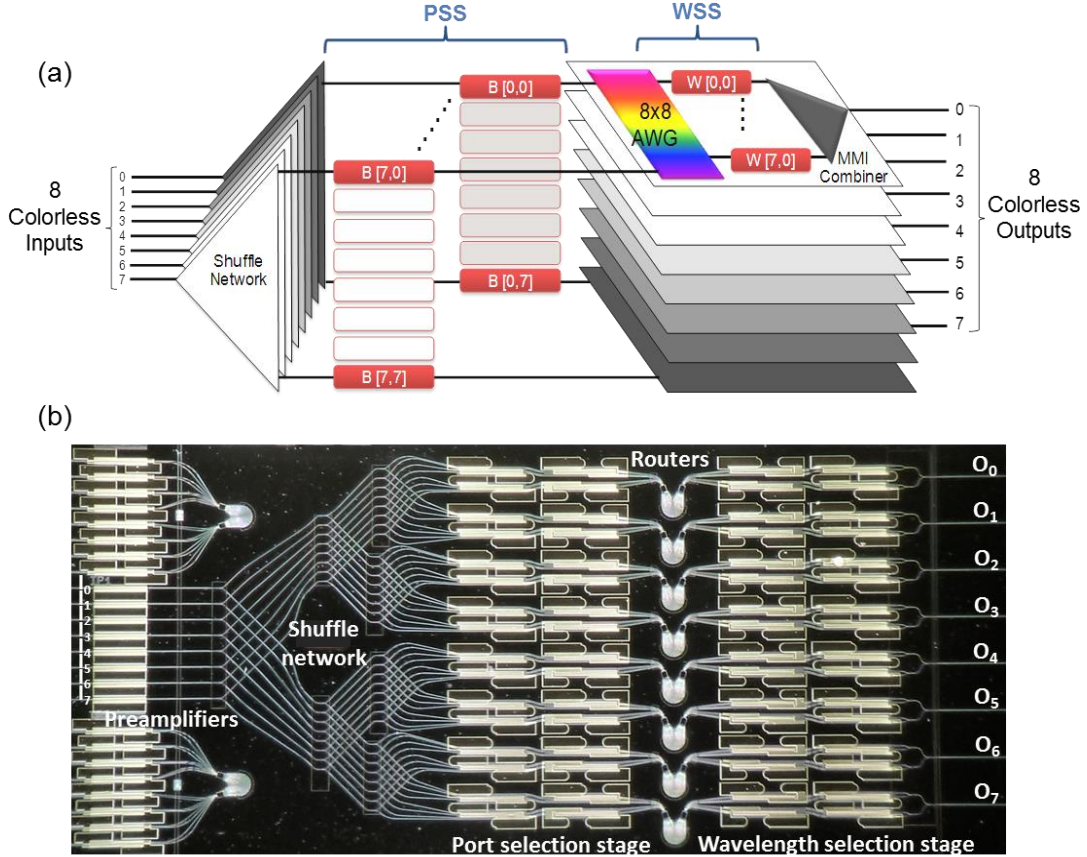 PSS
WSS
(a)
B [0,0]
W [0,0]
8x8
AWG
0
1
2
3
4
5
6
7
8
Colorless
Inputs
B [7,0]
W [7,0]
MMI
Combiner
0
1
2
3
4
5
6
7
8
Colorless
Outputs
Shuffle
Network
B [0,7]
B [7,7]
(b)
Routers
O0
O1
O2
O3
O4
O5
O6
O7
TP1
0
1
2
3
4
5
6
7
Shuffle
network
Preamplifiers
Port selection stage
Wavelength selection stage